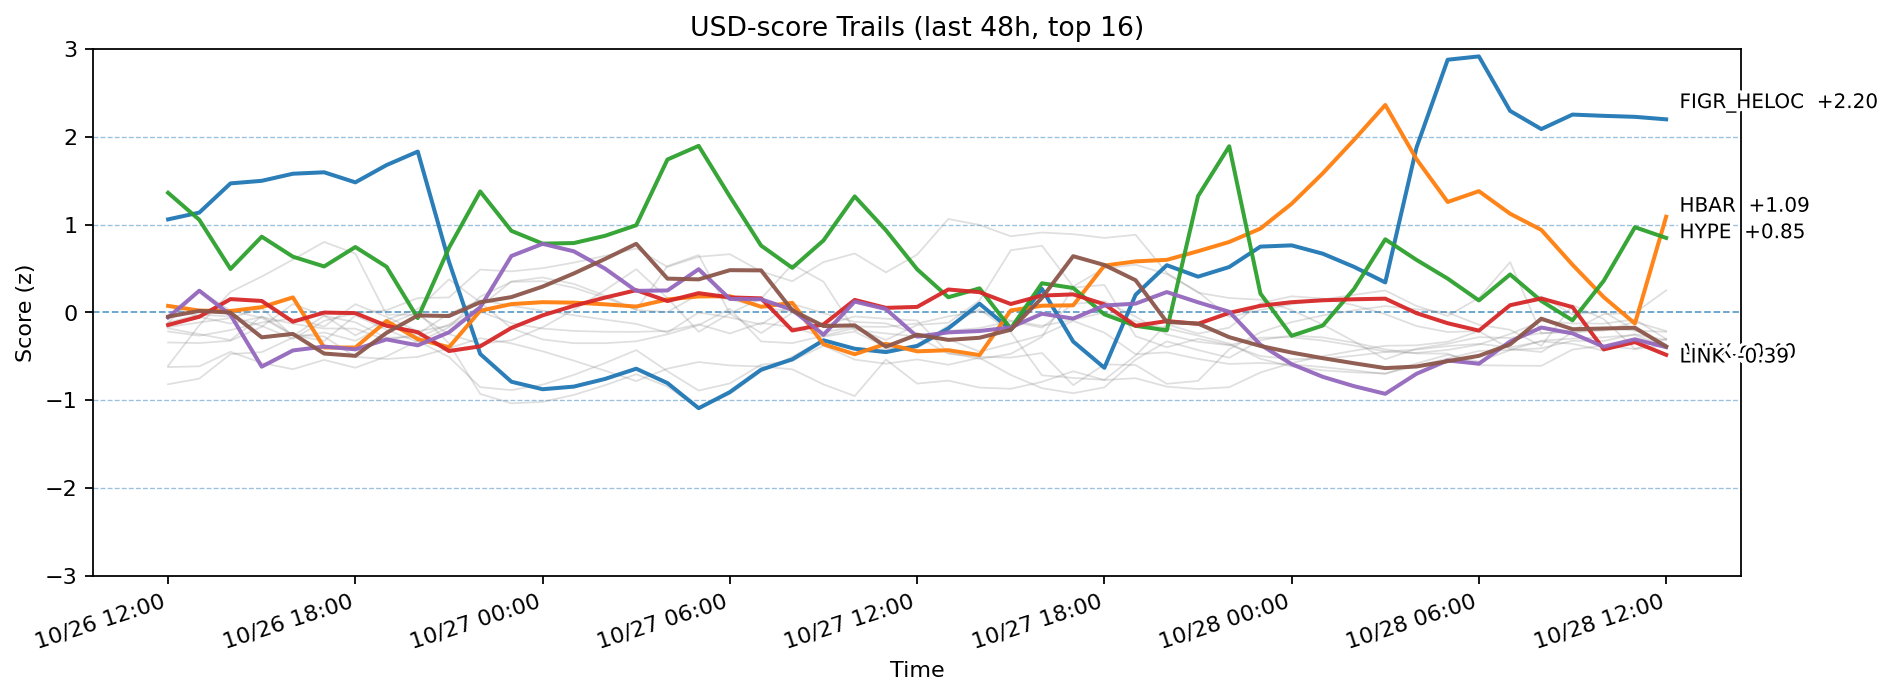 USD-score Trails (last 48h, top 16)
3
2
1
0
−1
−2
−3
Score (z)
FIGR_HELOC +2.20
HBAR +1.09
HYPE +0.85
LINK -0.39
10/26 12:00
10/26 18:00
10/27 00:00
10/27 06:00
10/27 12:00
10/27 18:00
10/28 00:00
10/28 06:00
10/28 12:00
Time